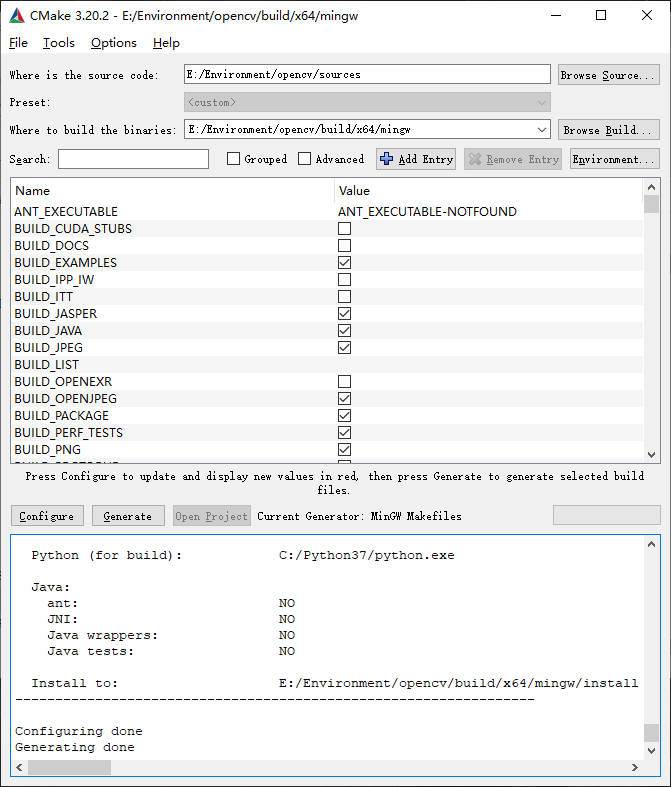 CMake 3.20.2 - E:/Environment/opencv/build/x64/mingw
File Tools Options Help
Where is the source code: E:/Environment/opencv/sources Browse Source...
Preset: <custom>
Where to build the binaries: E:/Environment/opencv/build/x64/mingw Browse Build...
Search: Grouped Advanced Add Entry Remove Entry Environment...
Name Value
ANT_EXECUTABLE ANT_EXECUTABLE-NOTFOUND
BUILD_CUDA_STUBS
BUILD_DOCS
BUILD_EXAMPLES
BUILD_IPP_IW
BUILD_ITT
BUILD_JASPER
BUILD_JAVA
BUILD_JPEG
BUILD_LIST
BUILD_OPENEXR
BUILD_OPENJPEG
BUILD_PACKAGE
BUILD_PERF_TESTS
BUILD_PNG
Press Configure to update and display new values in red, then press Generate to generate selected build
files.
Configure Generate Open Project Current Generator: MinGW Makefiles
Python (for build): C:/Python37/python.exe
Java:
ant: NO
JNI: NO
Java wrappers: NO
Java tests: NO
Install to: E:/Environment/opencv/build/x64/mingw/install
-----------------------------------------------------------------
Configuring done
Generating done